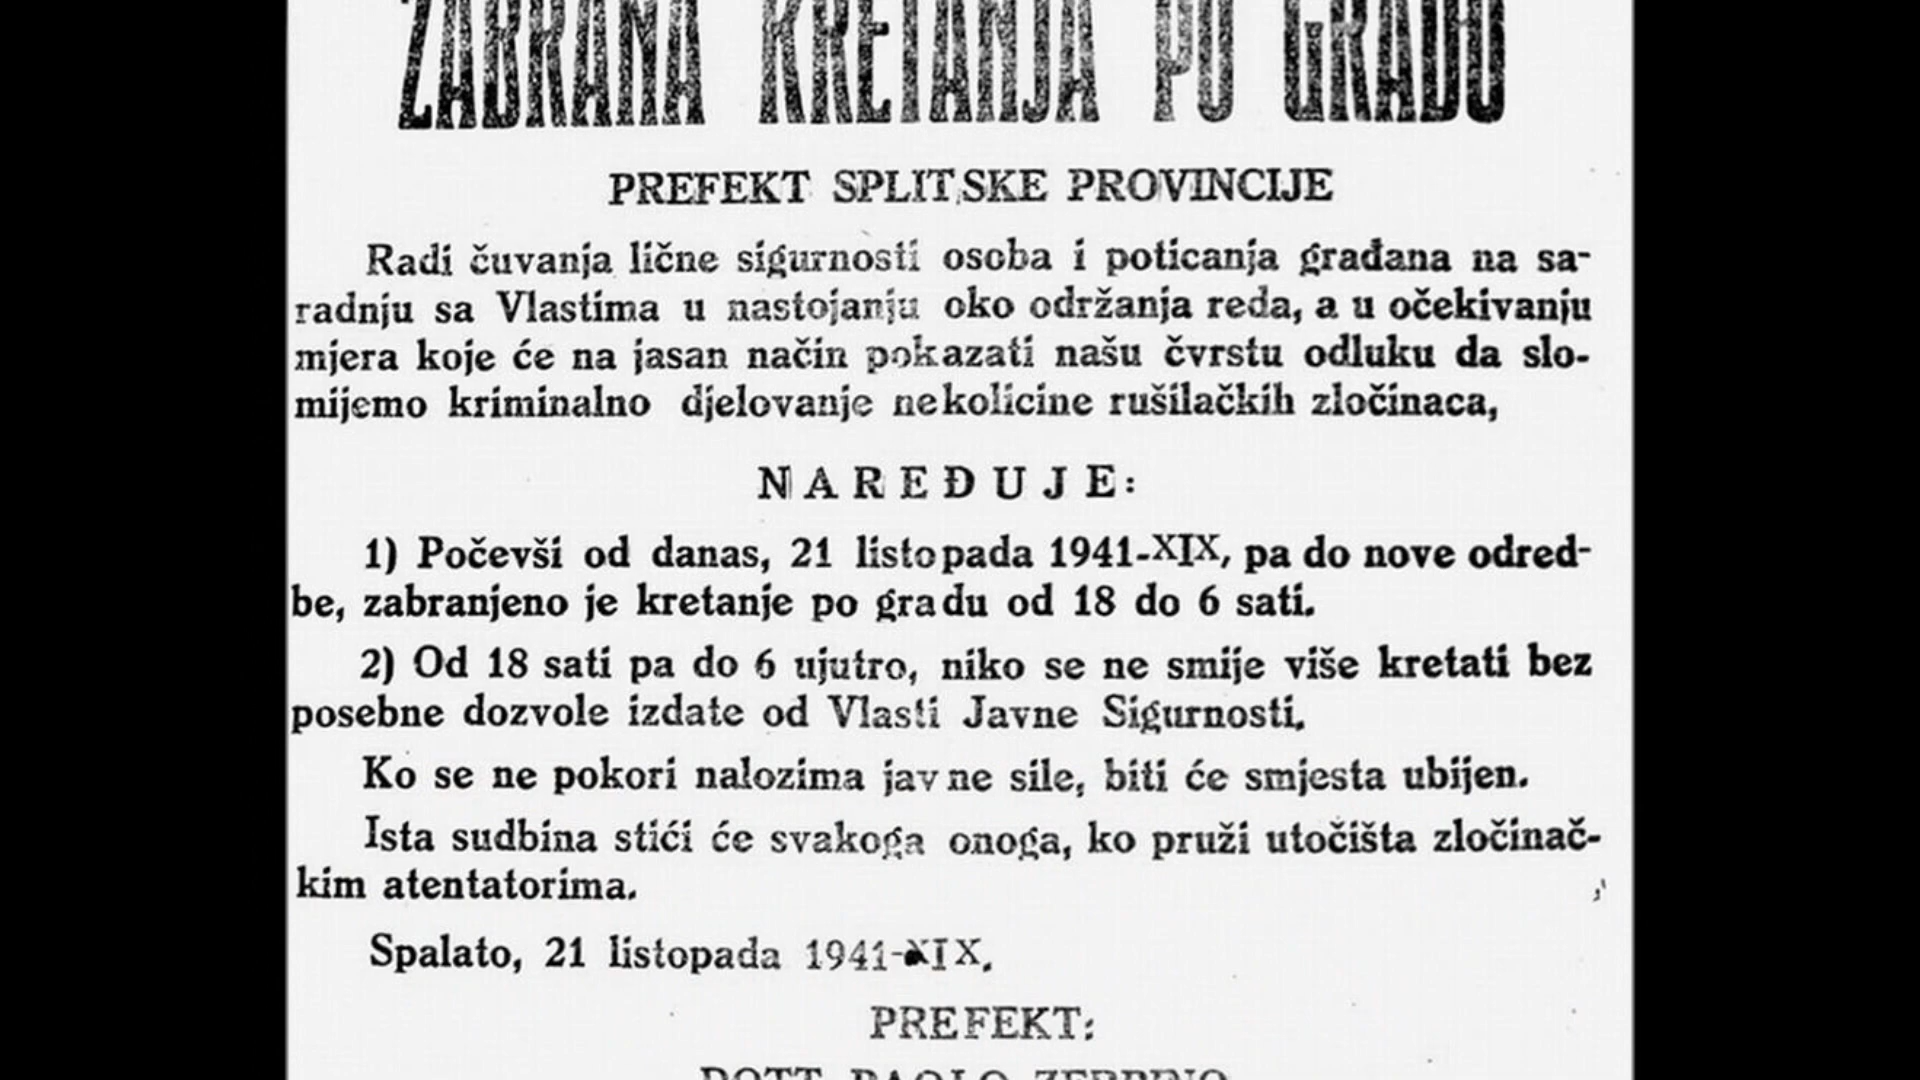 ZABRANA KRETANJA PO GRADU
PREFEKT SPLITSKE PROVINCIJE
Radi čuvanja lične sigurnosti osoba i poticanja građana na sa-
radnju sa Vlastima u nastojanju oko održanja reda, a u očekivanju
mjera koje će na jasan način pokazati našu čvrstu odluku da slo-
mijemo kriminalno djelovanje nekolicine rušilačkih zločinaca,
NAREĐUJE:
1) Počevši od danas, 21 listopada 1941-XIX, pa do nove odred-
be, zabranjeno je kretanje po gradu od 18 do 6 sati.
2) Od 18 sati pa do 6 ujutro, niko se ne smije više kretati bez
posebne dozvole izdate od Vlasti Javne Sigurnosti.
Ko se ne pokori nalozima javne sile, biti će smjesta ubijen.
Ista sudbina stići će svakoga onoga, ko pruži utočišta zločinač-
kim atentatorima.
Spalato, 21 listopada 1941-XIX.
PREFEKT:
DOTT. PAOLO ZERBINO